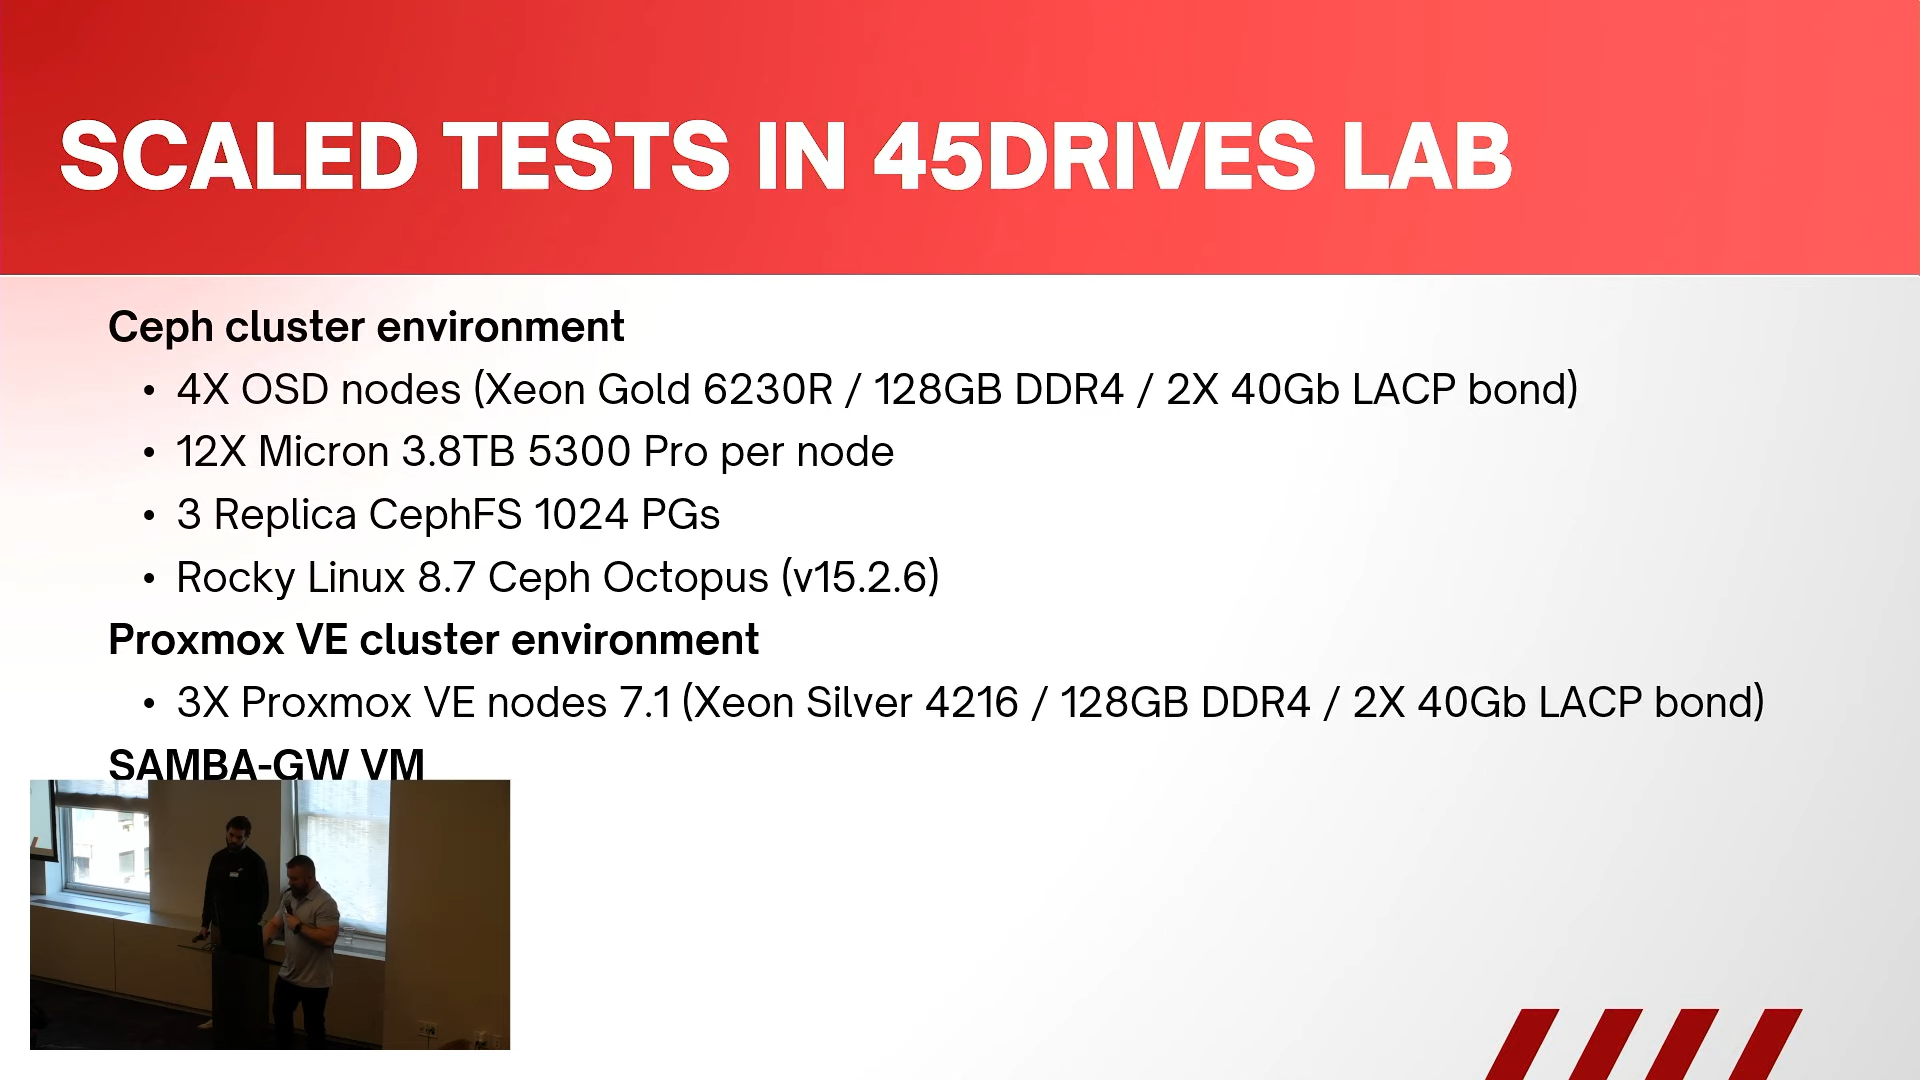 SCALED TESTS IN 45DRIVES LAB
Ceph cluster environment
• 4X OSD nodes (Xeon Gold 6230R / 128GB DDR4 / 2X 40Gb LACP bond)
• 12X Micron 3.8TB 5300 Pro per node
• 3 Replica CephFS 1024 PGs
• Rocky Linux 8.7 Ceph Octopus (v15.2.6)
Proxmox VE cluster environment
• 3X Proxmox VE nodes 7.1 (Xeon Silver 4216 / 128GB DDR4 / 2X 40Gb LACP bond)
SAMBA-GW VM